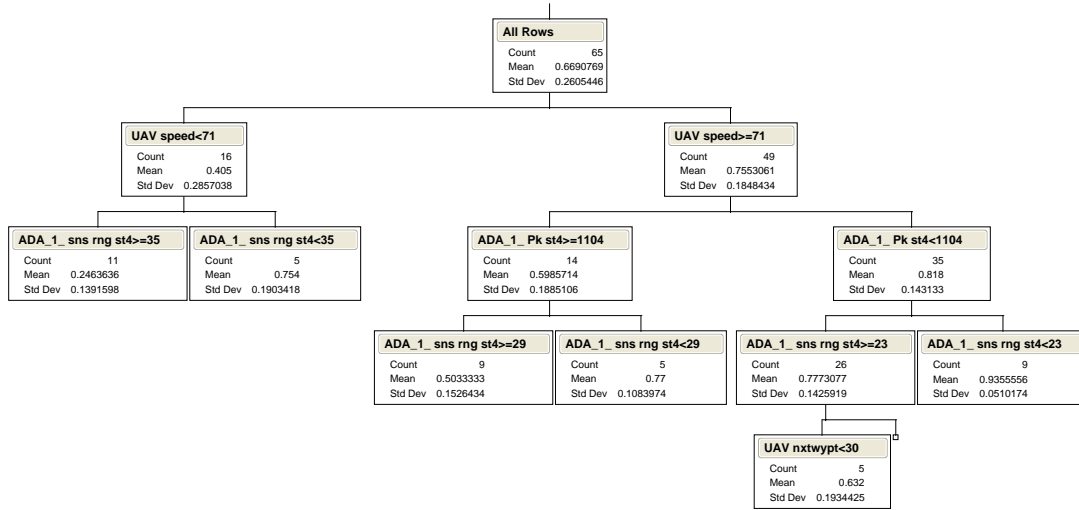 All Rows
Count 65
Mean 0.6690769
Std Dev 0.2605446
UAV speed<71
Count 16
Mean 0.405
Std Dev 0.2857038
UAV speed>=71
Count 49
Mean 0.7553061
Std Dev 0.1848434
ADA_1_ sns rng st4>=35
Count 11
Mean 0.2463636
Std Dev 0.1391598
ADA_1_ sns rng st4<35
Count 5
Mean 0.754
Std Dev 0.1903418
ADA_1_ Pk st4>=1104
Count 14
Mean 0.5985714
Std Dev 0.1885106
ADA_1_ Pk st4<1104
Count 35
Mean 0.818
Std Dev 0.143133
ADA_1_ sns rng st4>=29
Count 9
Mean 0.5033333
Std Dev 0.1526434
ADA_1_ sns rng st4<29
Count 5
Mean 0.77
Std Dev 0.1083974
ADA_1_ sns rng st4>=23
Count 26
Mean 0.7773077
Std Dev 0.1425919
ADA_1_ sns rng st4<23
Count 9
Mean 0.9355556
Std Dev 0.0510174
UAV nxtwypt<30
Count 5
Mean 0.632
Std Dev 0.1934425